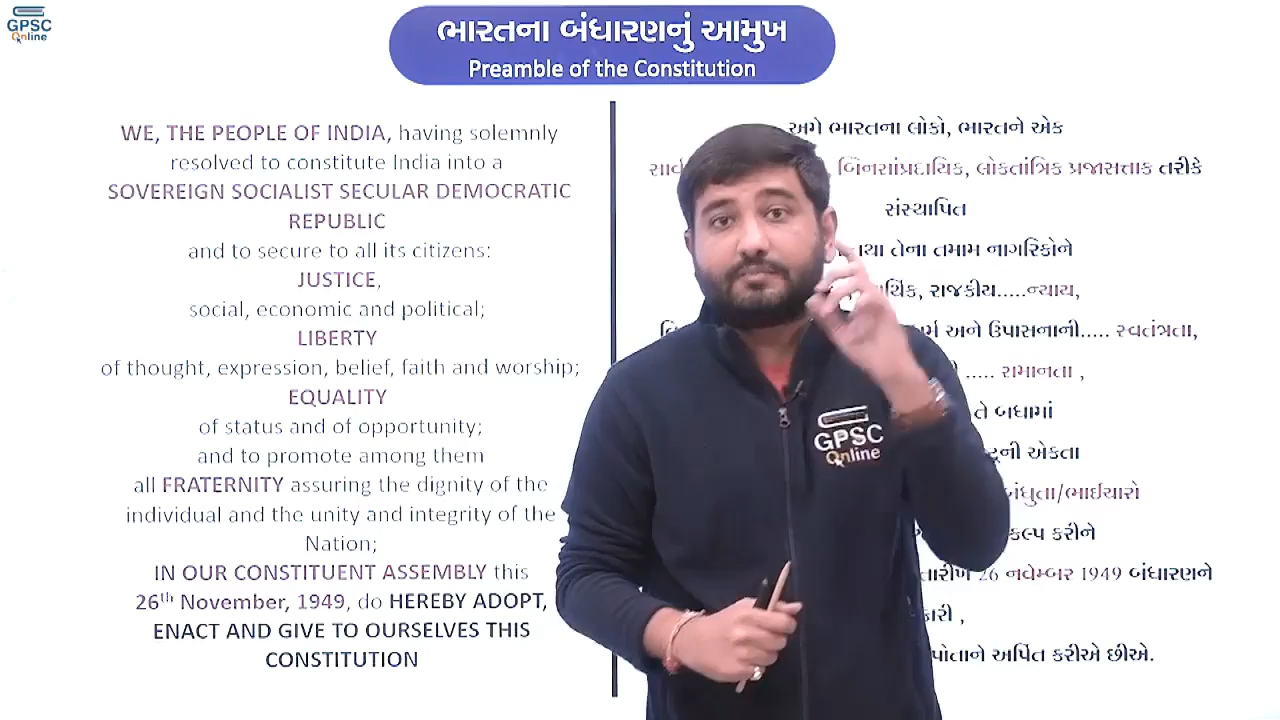 GPSC
Online
ભારતના બંધારણનું આમુખ
Preamble of the Constitution
WE, THE PEOPLE OF INDIA, having solemnly
resolved to constitute India into a
SOVEREIGN SOCIALIST SECULAR DEMOCRATIC
REPUBLIC
and to secure to all its citizens:
JUSTICE,
social, economic and political;
LIBERTY
of thought, expression, belief, faith and worship;
EQUALITY
of status and of opportunity;
and to promote among them
all FRATERNITY assuring the dignity of the
individual and the unity and integrity of the
Nation;
IN OUR CONSTITUENT ASSEMBLY this
26th November, 1949, do HEREBY ADOPT,
ENACT AND GIVE TO OURSELVES THIS
CONSTITUTION
અમે ભારતના લોકો, ભારતને એક
બિનસાંપ્રદાયિક, લોકતાંત્રિક પ્રજાસત્તાક તરીકે
સંસ્થાપિત
તેના તમામ નાગરિકોને
રાજકીય.....ન્યાય,
અને ઉપાસનાની..... સ્વતંત્રતા,
..... સમાનતા ,
તે બધામાં
એકતા
બંધુતા/ભાઈચારો
કરીને
તારીખ 26 નવેમ્બર 1949 બંધારણને
પોતાને અર્પિત કરીએ છીએ.
GPSC
Online